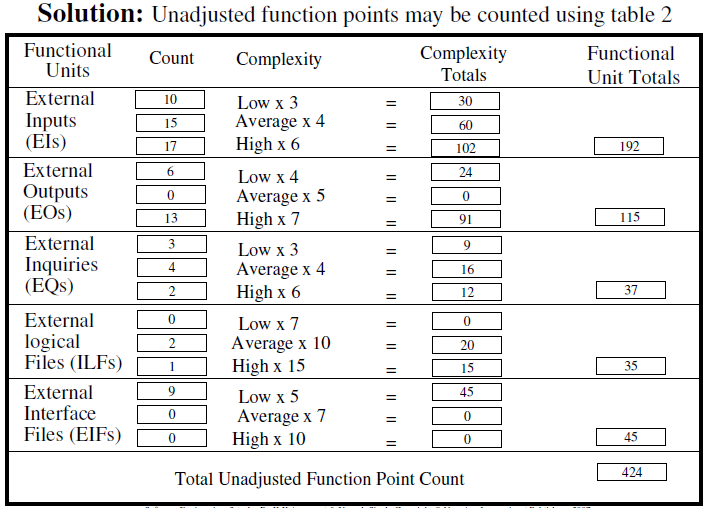 Solution: Unadjusted function points may be counted using table 2
Functional Units Count Complexity Complexity Totals Functional Unit Totals
External Inputs (EIs)
10 Low x 3 = 30
15 Average x 4 = 60
17 High x 6 = 102 192
External Outputs (EOs)
6 Low x 4 = 24
0 Average x 5 = 0
13 High x 7 = 91 115
External Inquiries (EQs)
3 Low x 3 = 9
4 Average x 4 = 16
2 High x 6 = 12 37
External logical Files (ILFs)
0 Low x 7 = 0
2 Average x 10 = 20
1 High x 15 = 15 35
External Interface Files (EIFs)
9 Low x 5 = 45
0 Average x 7 = 0
0 High x 10 = 0 45
Total Unadjusted Function Point Count 424